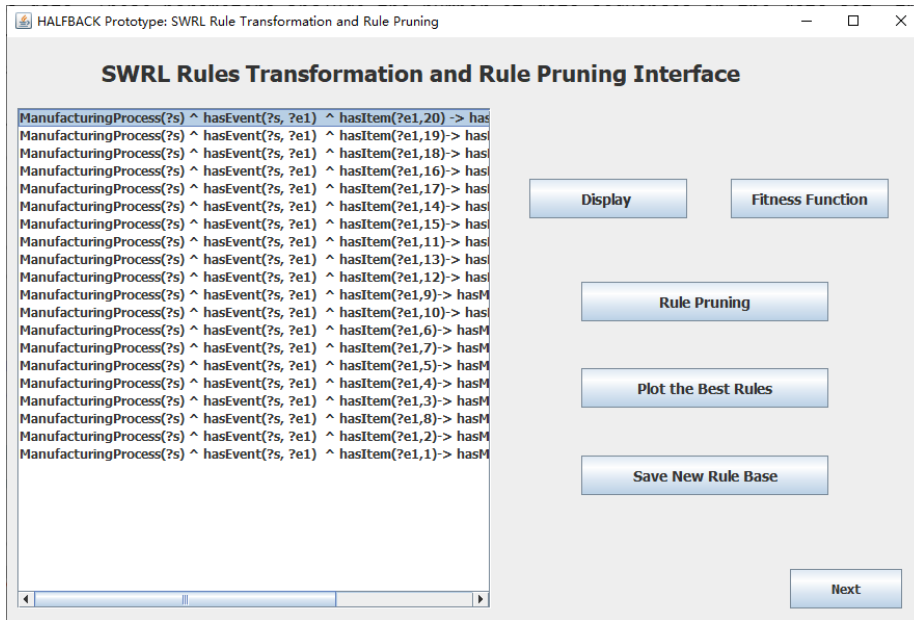 HALFBACK Prototype: SWRL Rule Transformation and Rule Pruning
SWRL Rules Transformation and Rule Pruning Interface
ManufacturingProcess(?s) ^ hasEvent(?s, ?e1)  ^ hasItem(?e1,20) -> has
ManufacturingProcess(?s) ^ hasEvent(?s, ?e1)  ^ hasItem(?e1,19)-> has
ManufacturingProcess(?s) ^ hasEvent(?s, ?e1)  ^ hasItem(?e1,18)-> has
ManufacturingProcess(?s) ^ hasEvent(?s, ?e1)  ^ hasItem(?e1,16)-> has
ManufacturingProcess(?s) ^ hasEvent(?s, ?e1)  ^ hasItem(?e1,17)-> has
ManufacturingProcess(?s) ^ hasEvent(?s, ?e1)  ^ hasItem(?e1,14)-> has
ManufacturingProcess(?s) ^ hasEvent(?s, ?e1)  ^ hasItem(?e1,15)-> has
ManufacturingProcess(?s) ^ hasEvent(?s, ?e1)  ^ hasItem(?e1,11)-> has
ManufacturingProcess(?s) ^ hasEvent(?s, ?e1)  ^ hasItem(?e1,13)-> has
ManufacturingProcess(?s) ^ hasEvent(?s, ?e1)  ^ hasItem(?e1,12)-> has
ManufacturingProcess(?s) ^ hasEvent(?s, ?e1)  ^ hasItem(?e1,9)-> hasM
ManufacturingProcess(?s) ^ hasEvent(?s, ?e1)  ^ hasItem(?e1,10)-> has
ManufacturingProcess(?s) ^ hasEvent(?s, ?e1)  ^ hasItem(?e1,6)-> hasM
ManufacturingProcess(?s) ^ hasEvent(?s, ?e1)  ^ hasItem(?e1,7)-> hasM
ManufacturingProcess(?s) ^ hasEvent(?s, ?e1)  ^ hasItem(?e1,5)-> hasM
ManufacturingProcess(?s) ^ hasEvent(?s, ?e1)  ^ hasItem(?e1,4)-> hasM
ManufacturingProcess(?s) ^ hasEvent(?s, ?e1)  ^ hasItem(?e1,3)-> hasM
ManufacturingProcess(?s) ^ hasEvent(?s, ?e1)  ^ hasItem(?e1,8)-> hasM
ManufacturingProcess(?s) ^ hasEvent(?s, ?e1)  ^ hasItem(?e1,2)-> hasM
ManufacturingProcess(?s) ^ hasEvent(?s, ?e1)  ^ hasItem(?e1,1)-> hasM
Display
Fitness Function
Rule Pruning
Plot the Best Rules
Save New Rule Base
Next